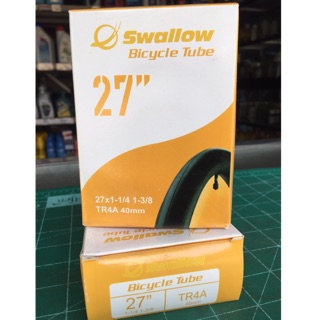 Swallow
Bicycle Tube
27"
27x1-1/4 1-3/8
TR4A 40mm
Swallow
Bicycle Tube
27"
TR4A